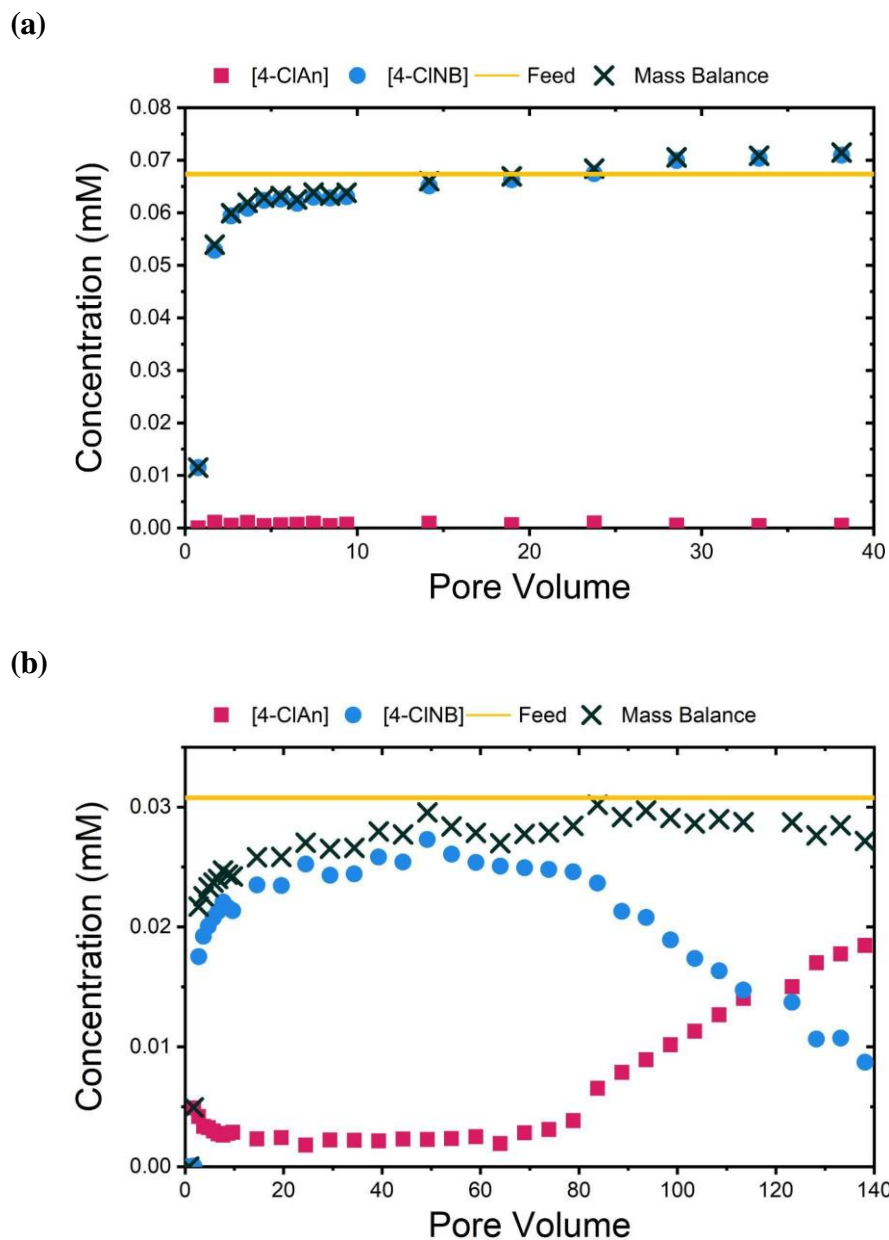 (a)
[4-ClAn] [4-ClNB] Feed Mass Balance
0.08
0.07
0.06
0.05
0.04
0.03
0.02
0.01
0.00
Concentration (mM)
0 10 20 30 40
Pore Volume
(b)
[4-ClAn] [4-ClNB] Feed Mass Balance
0.03
0.02
0.01
0.00
Concentration (mM)
0 20 40 60 80 100 120 140
Pore Volume